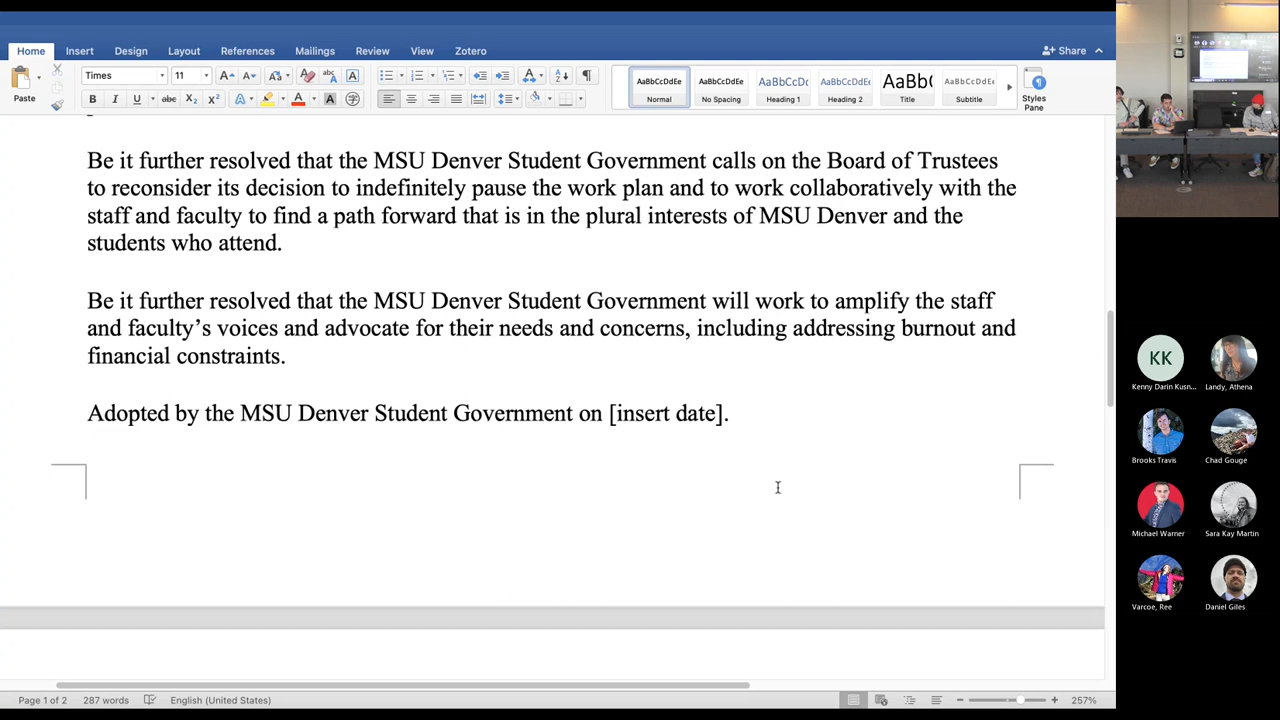 Home Insert Design Layout References Mailings Review View Zotero Share
Paste
Times 11
AaBbCcDdEe AaBbCcDdEe AaBbCcDc AaBbCcDdE AaBb( AaBbCcDdEe
Normal No Spacing Heading 1 Heading 2 Title Subtitle
Styles
Pane
Be it further resolved that the MSU Denver Student Government calls on the Board of Trustees
to reconsider its decision to indefinitely pause the work plan and to work collaboratively with the
staff and faculty to find a path forward that is in the plural interests of MSU Denver and the
students who attend.
Be it further resolved that the MSU Denver Student Government will work to amplify the staff
and faculty’s voices and advocate for their needs and concerns, including addressing burnout and
financial constraints.
Adopted by the MSU Denver Student Government on [insert date].
Page 1 of 2 287 words English (United States) 257%
KK
Kenny Darin Kusn... Landy, Athena
Brooks Travis Chad Gouge
Michael Warner Sara Kay Martin
Varcoe, Ree Daniel Giles